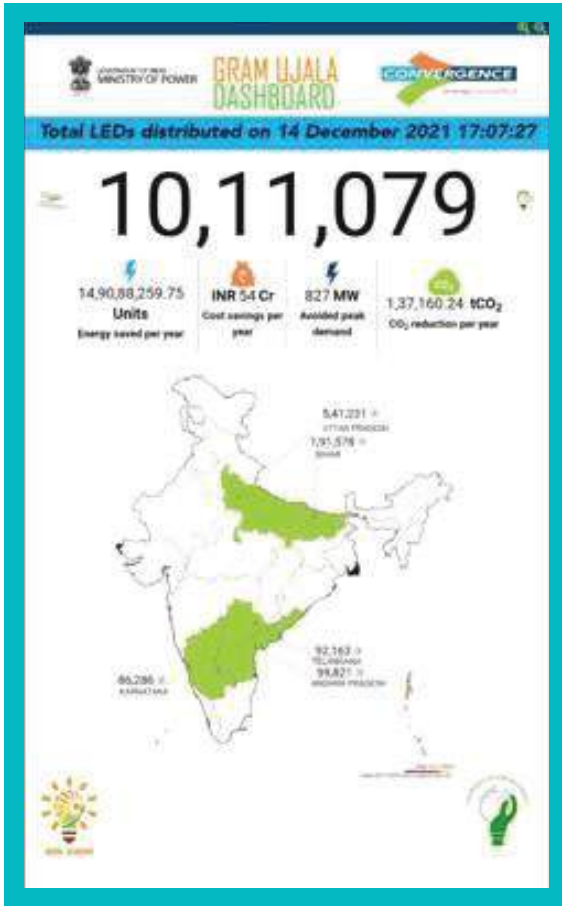 MINISTRY OF POWER
GRAM UJALA
DASHBOARD
CONVERGENCE
Total LEDs distributed on 14 December 2021 17:07:27
10,11,079
14,90,88,259.75
Units
Energy saved per year
INR 54 Cr
Cost savings per
year
827 MW
Avoided peak
demand
CO₂
1,37,160.24 tCO₂
CO₂ reduction per year
5,41,231
UTTAR PRADESH
1,91,578
BIHAR
92,163
TELANGANA
99,821
ANDHRA PRADESH
86,286
KARNATAKA